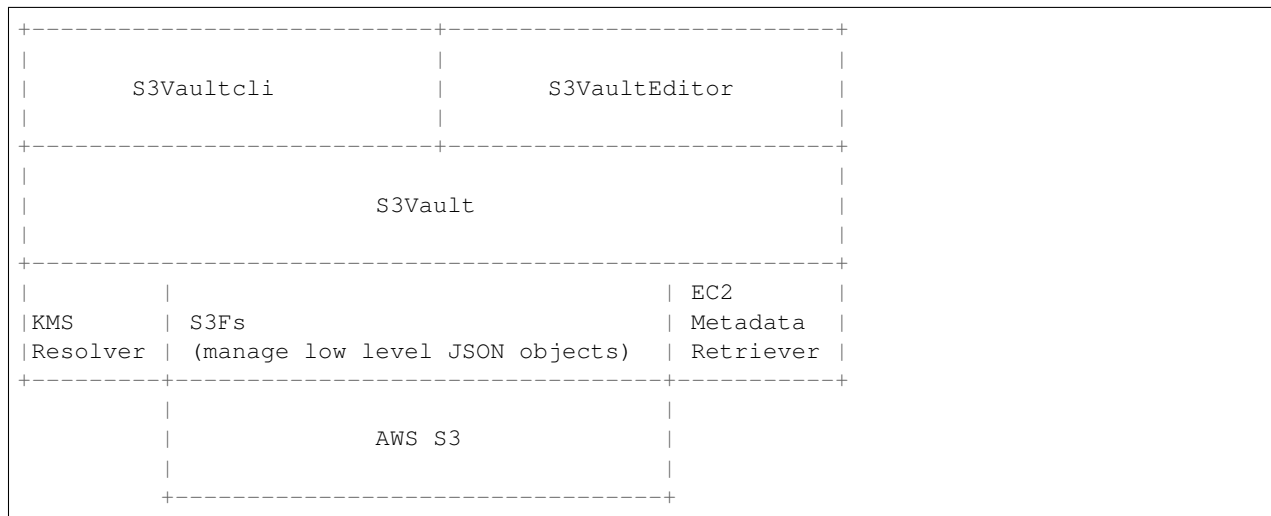 S3Vaultcli S3VaultEditor
S3Vault
EC2
KMS S3Fs Metadata
Resolver (manage low level JSON objects) Retriever
AWS S3